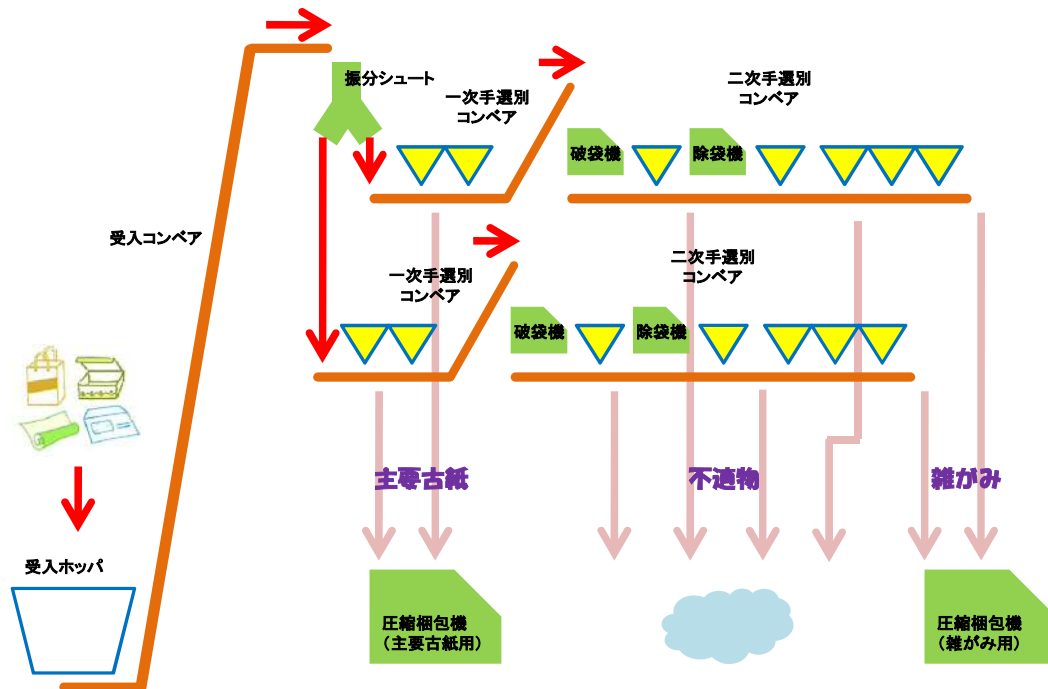 振分シュート
一次手選別
コンベア
二次手選別
コンベア
破袋機
除袋機
受入コンベア
一次手選別
コンベア
二次手選別
コンベア
破袋機
除袋機
主要古紙
不適物
雑がみ
受入ホッパ
圧縮梱包機
(主要古紙用)
圧縮梱包機
(雑がみ用)